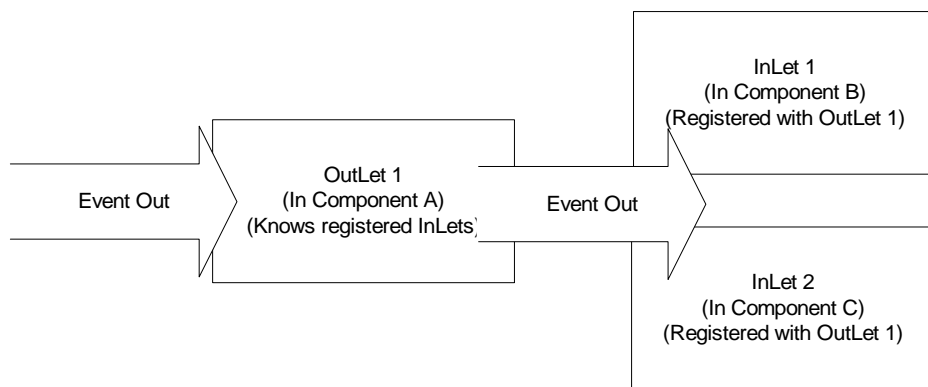 Event Out
OutLet 1
(In Component A)
(Knows registered InLets)
Event Out
InLet 1
(In Component B)
(Registered with OutLet 1)
InLet 2
(In Component C)
(Registered with OutLet 1)